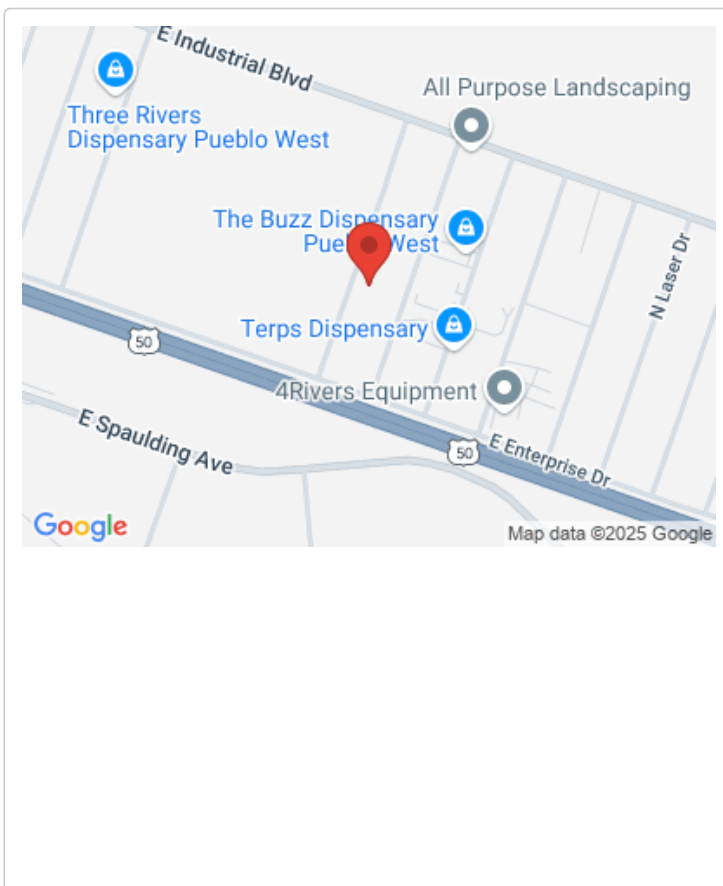 E Industrial Blvd
All Purpose Landscaping
Three Rivers
Dispensary Pueblo West
The Buzz Dispensary
Pueblo West
N Laser Dr
Terps Dispensary
50
4Rivers Equipment
E Spaulding Ave
50
E Enterprise Dr
Google
Map data ©2025 Google